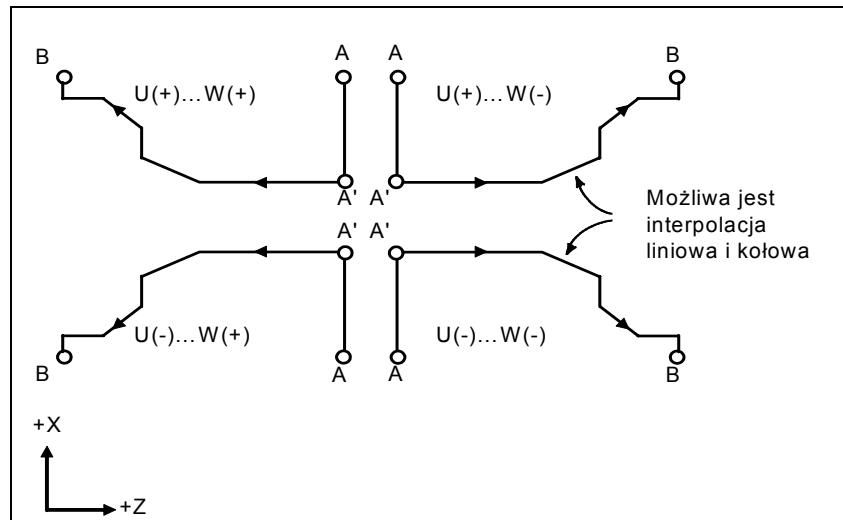 B
A
A
B
U(+)...W(+)
U(+)...W(-)
A'
A'
Możliwa jest
interpolacja
liniowa i kołowa
A'
A'
U(-)...W(+)
U(-)...W(-)
B
A
A
B
+X
+Z